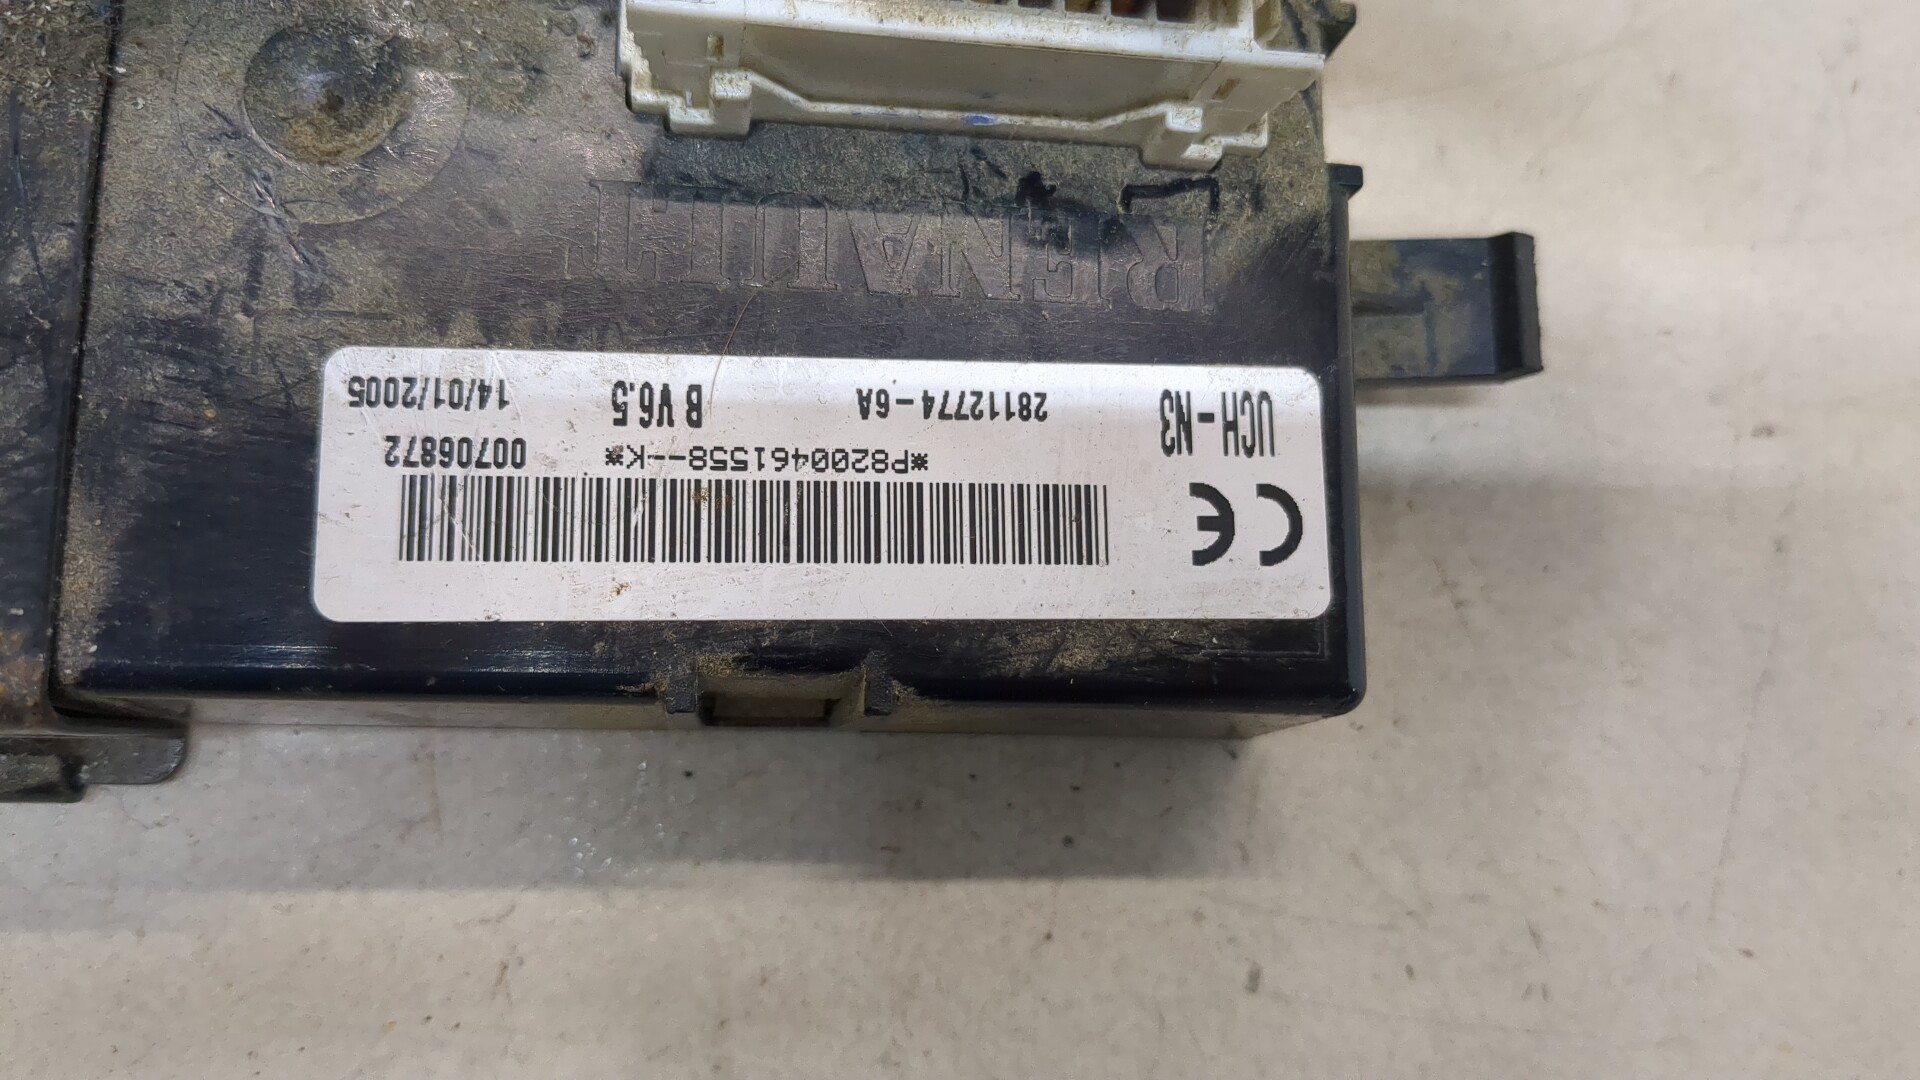 CE
*P8200461558--K* 00706872
UCH-N3 28112774-6A B V6.5 14/01/2005
RENAULT